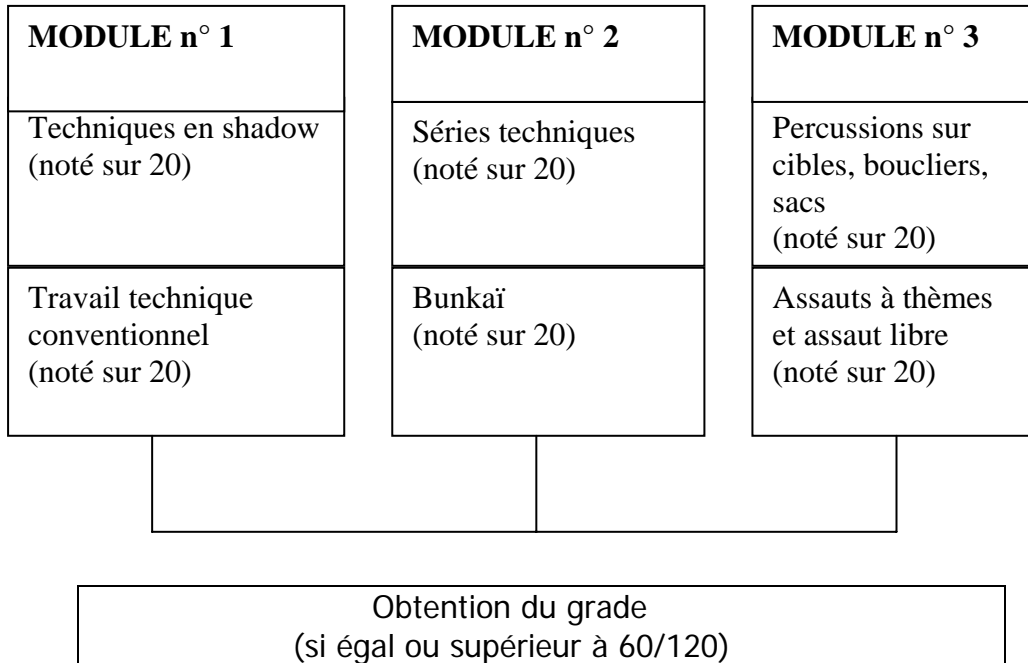 MODULE n° 1
Techniques en shadow
(noté sur 20)
Travail technique
conventionnel
(noté sur 20)
MODULE n° 2
Séries techniques
(noté sur 20)
Bunkaï
(noté sur 20)
MODULE n° 3
Percussions sur
cibles, boucliers,
sacs
(noté sur 20)
Assauts à thèmes
et assaut libre
(noté sur 20)
Obtention du grade
(si égal ou supérieur à 60/120)